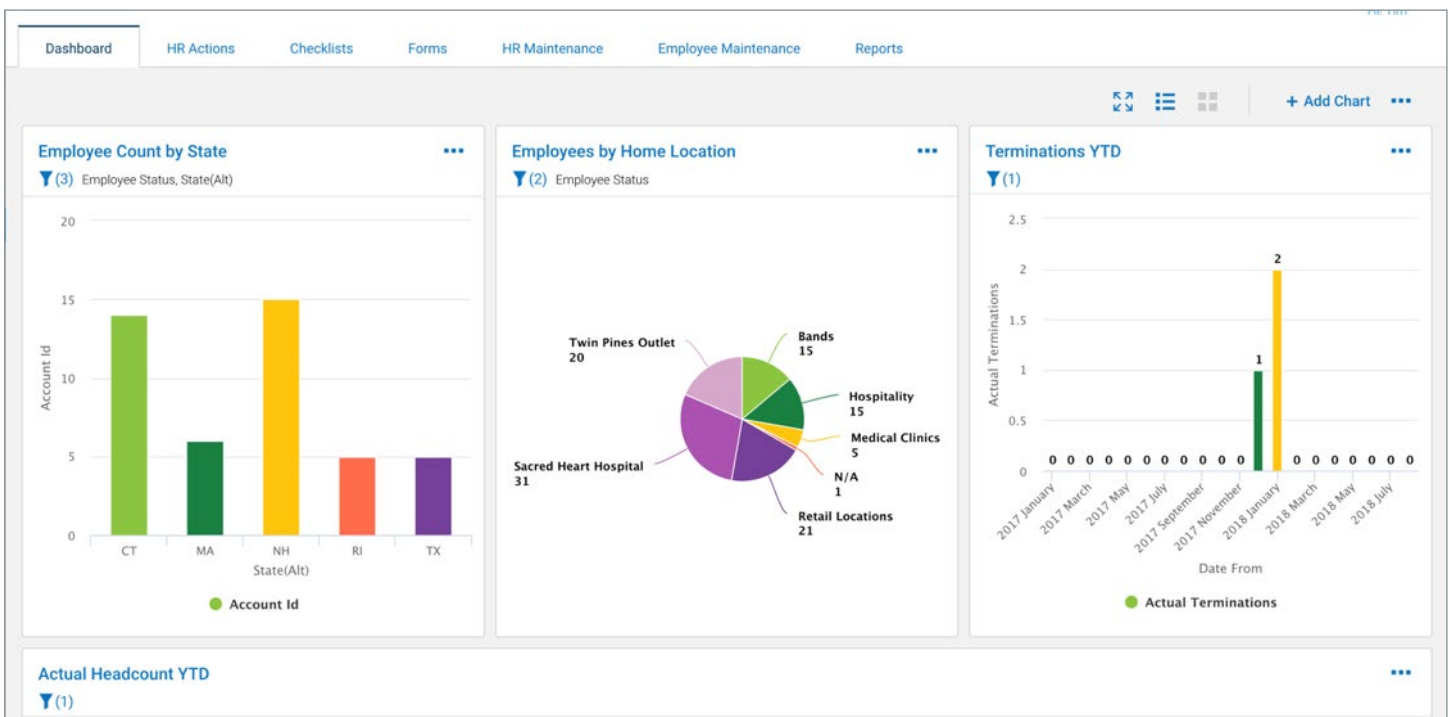 Dashboard HR Actions Checklists Forms HR Maintenance Employee Maintenance Reports
+ Add Chart
Employee Count by State
(3) Employee Status, State(Alt)
20
15
10
5
0
Account Id
CT MA NH RI TX
State(Alt)
Account Id
Employees by Home Location
(2) Employee Status
Twin Pines Outlet
20
Bands
15
Hospitality
15
Medical Clinics
5
N/A
1
Retail Locations
21
Sacred Heart Hospital
31
Terminations YTD
(1)
2.5
2
1.5
1
0.5
0
Actual Terminations
2
1
0 0 0 0 0 0 0 0 0 0 0 0 0 0 0 0 0 0
2017 January
2017 March
2017 May
2017 July
2017 September
2017 November
2018 January
2018 March
2018 May
2018 July
Date From
Actual Terminations
Actual Headcount YTD
(1)